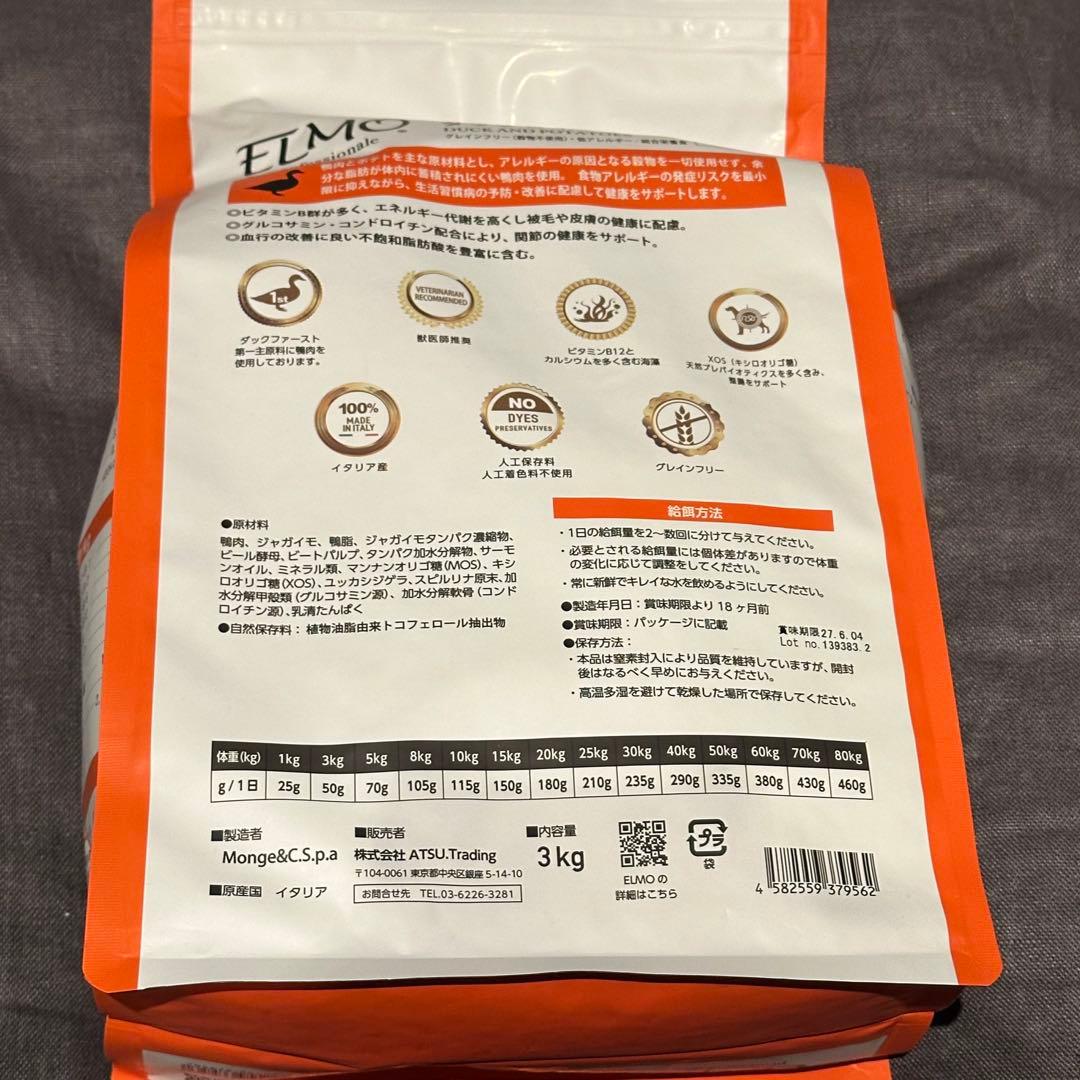 ELMO
DUCK AND POTATOES
グレインフリー(穀物不使用)・低アレルギー
鴨肉とポテトを主な原材料とし、アレルギーの原因となる穀物を一切使用せず、余
分な脂肪が体内に蓄積されにくい鴨肉を使用。食物アレルギーの発症リスクを最小
限に抑えながら、生活習慣病の予防・改善に配慮して健康をサポートします。
◎ビタミンB群が多く、エネルギー代謝を高くし被毛や皮膚の健康に配慮。
◎グルコサミン・コンドロイチン配合により、関節の健康をサポート。
◎血行の改善に良い不飽和脂肪酸を豊富に含む。
1st
ダックファースト
第一主原料に鴨肉を
使用しております。
VETERINARIAN
RECOMMENDED
獣医師推奨
ビタミンB12と
カルシウムを多く含む海藻
XOS(キシロオリゴ糖)
天然プレバイオティクスを多く含み、
整腸をサポート
100%
MADE
IN ITALY
イタリア産
NO
DYES
PRESERVATIVES
人工保存料
人工着色料不使用
グレインフリー
●原材料
鴨肉、ジャガイモ、鴨脂、ジャガイモタンパク濃縮物、
ビール酵母、ビートパルプ、タンパク加水分解物、サーモ
ンオイル、ミネラル類、マンナンオリゴ糖(MOS)、キシ
ロオリゴ糖(XOS)、ユッカシジゲラ、スピルリナ原末、加
水分解甲殻類(グルコサミン源)、加水分解軟骨(コンド
ロイチン源)、乳清たんぱく
●自然保存料：植物油脂由来トコフェロール抽出物
給餌方法
・1日の給餌量を2〜数回に分けて与えてください。
・必要とされる給餌量には個体差がありますので体重
の変化に応じて調整をしてください。
・常に新鮮でキレイな水を飲めるようにしてください。
●製造年月日：賞味期限より 18 ヶ月前
●賞味期限：パッケージに記載
賞味期限27.6.04
Lot no.139383.2
●保存方法：
・本品は窒素封入により品質を維持していますが、開封
後はなるべく早めにお与えください。
・高温多湿を避けて乾燥した場所で保存してください。
体重(kg) 1kg 3kg 5kg 8kg 10kg 15kg 20kg 25kg 30kg 40kg 50kg 60kg 70kg 80kg
g/1日 25g 50g 70g 105g 115g 150g 180g 210g 235g 290g 335g 380g 430g 460g
■製造者
Monge&C.S.p.a
■原産国 イタリア
■販売者
株式会社 ATSU.Trading
〒104-0061 東京都中央区銀座 5-14-10
お問合せ先 TEL.03-6226-3281
■内容量
3kg
ELMO の
詳細はこちら
プラ
袋
4 582559 379562